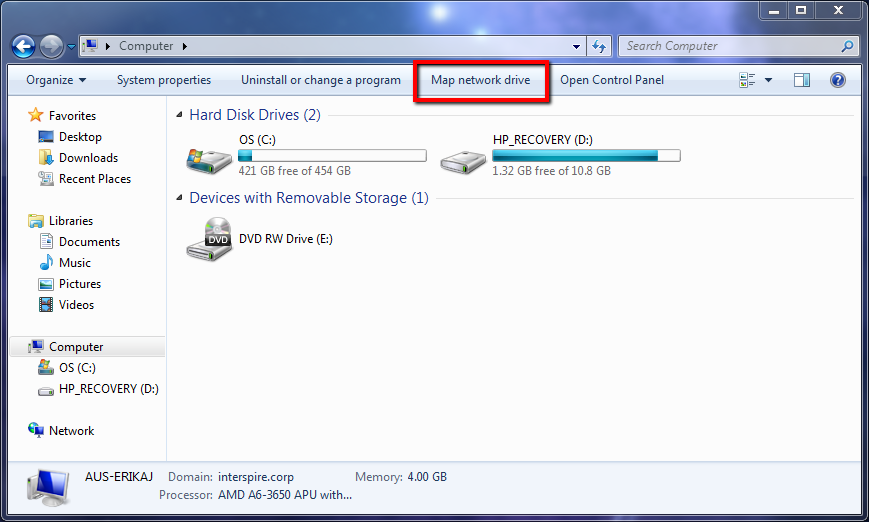 Computer
Search Computer
Organize System properties Uninstall or change a program Map network drive Open Control Panel
Favorites
Desktop
Downloads
Recent Places
Libraries
Documents
Music
Pictures
Videos
Computer
OS (C:)
HP_RECOVERY (D:)
Network
Hard Disk Drives (2)
OS (C:)
421 GB free of 454 GB
HP_RECOVERY (D:)
1.32 GB free of 10.8 GB
Devices with Removable Storage (1)
DVD
DVD RW Drive (E:)
AUS-ERIKAJ Domain: interspire.corp Memory: 4.00 GB
Processor: AMD A6-3650 APU with...